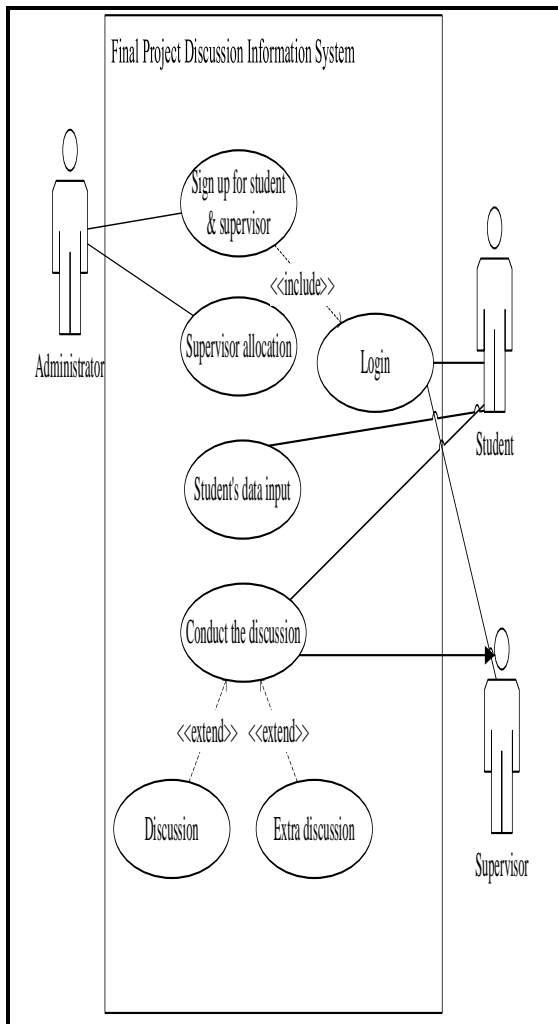 Final Project Discussion Information System
Sign up for student
& supervisor
<<include>>
Supervisor allocation
Login
Administrator
Student
Student's data input
Conduct the discussion
<<extend>>
<<extend>>
Discussion
Extra discussion
Supervisor